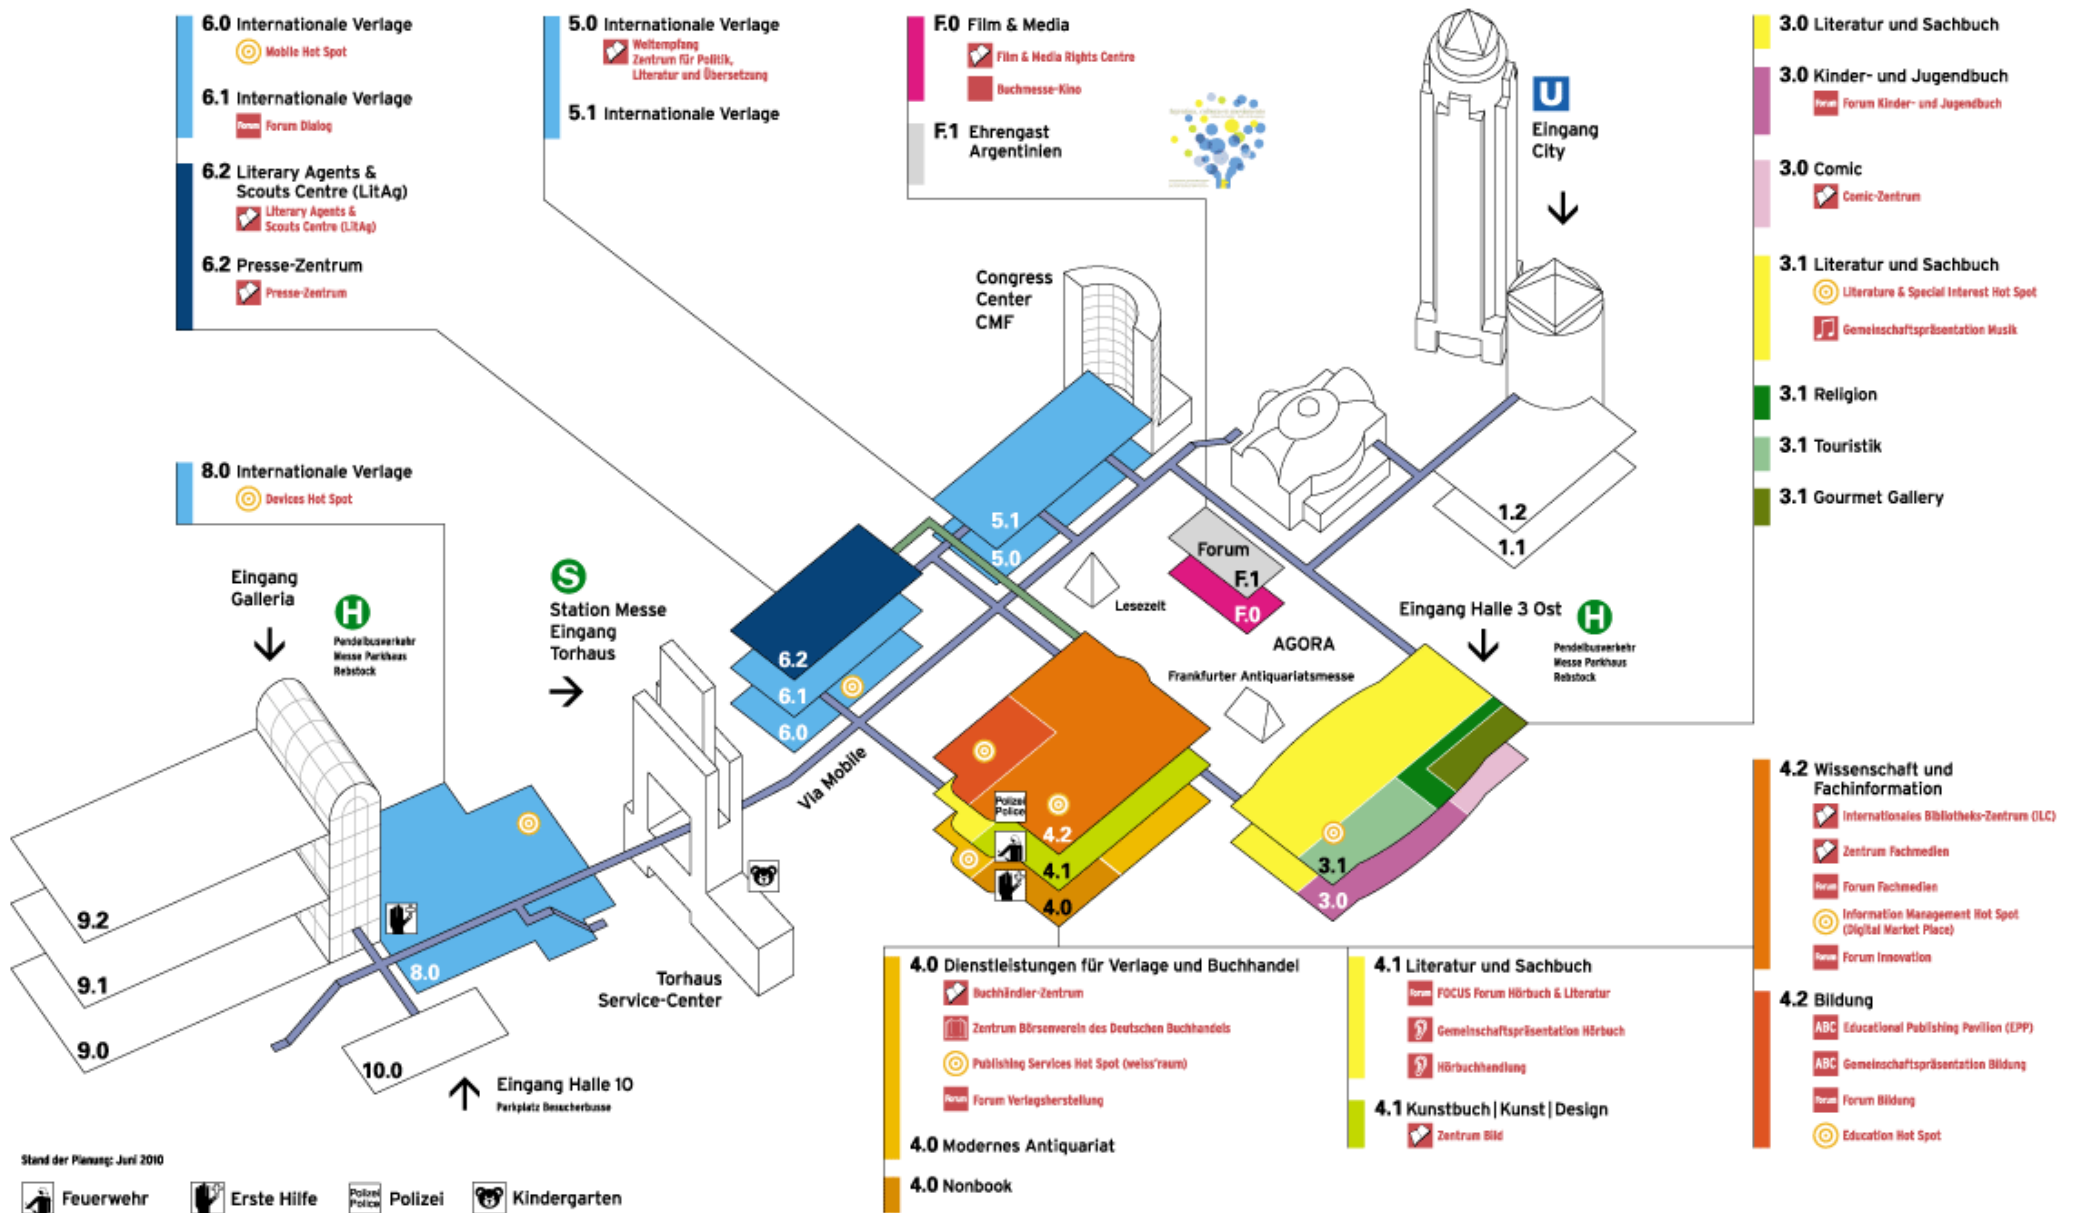 6.0 Internationale Verlage
Mobile Hot Spot
6.1 Internationale Verlage
Forum Forum Dialog
6.2 Literary Agents &
Scouts Centre (LitAg)
Literary Agents &
Scouts Centre (LitAg)
6.2 Presse-Zentrum
Presse-Zentrum
8.0 Internationale Verlage
Devices Hot Spot
5.0 Internationale Verlage
Weltempfang
Zentrum für Politik,
Literatur und Übersetzung
5.1 Internationale Verlage
F.0 Film & Media
Film & Media Rights Centre
Buchmesse-Kino
F.1 Ehrengast
Argentinien
U
Eingang
City
3.0 Literatur und Sachbuch
3.0 Kinder- und Jugendbuch
Forum Forum Kinder- und Jugendbuch
3.0 Comic
Comic-Zentrum
3.1 Literatur und Sachbuch
Literature & Special Interest Hot Spot
Gemeinschaftspräsentation Musik
3.1 Religion
3.1 Touristik
3.1 Gourmet Gallery
Congress
Center
CMF
5.1
5.0
1.2
1.1
Forum
F.1
F.0
Lesezelt
AGORA
Frankfurter Antiquariatsmesse
Eingang Halle 3 Ost
H
Pendelbusverkehr
Messe Parkhaus
Rebstock
Eingang
Galleria
H
Pendelbusverkehr
Messe Parkhaus
Rebstock
S
Station Messe
Eingang
Torhaus
6.2
6.1
6.0
Via Mobile
Polizei
Police
4.2
4.1
4.0
3.1
3.0
9.2
9.1
9.0
8.0
10.0
Torhaus
Service-Center
Eingang Halle 10
Parkplatz Besucherbusse
4.0 Dienstleistungen für Verlage und Buchhandel
Buchhändler-Zentrum
Zentrum Börsenverein des Deutschen Buchhandels
Publishing Services Hot Spot (weiss'raum)
Forum Forum Verlagsherstellung
4.0 Modernes Antiquariat
4.0 Nonbook
4.1 Literatur und Sachbuch
Forum FOCUS Forum Hörbuch & Literatur
Gemeinschaftspräsentation Hörbuch
Hörbuchhandlung
4.1 Kunstbuch|Kunst|Design
Zentrum Bild
4.2 Wissenschaft und
Fachinformation
Internationales Bibliotheks-Zentrum (ILC)
Zentrum Fachmedien
Forum Forum Fachmedien
Information Management Hot Spot
(Digital Market Place)
Forum Forum Innovation
4.2 Bildung
ABC Educational Publishing Pavilion (EPP)
ABC Gemeinschaftspräsentation Bildung
Forum Forum Bildung
Education Hot Spot
Stand der Planung: Juni 2010
Feuerwehr
Erste Hilfe
Polizei
Police
Polizei
Kindergarten